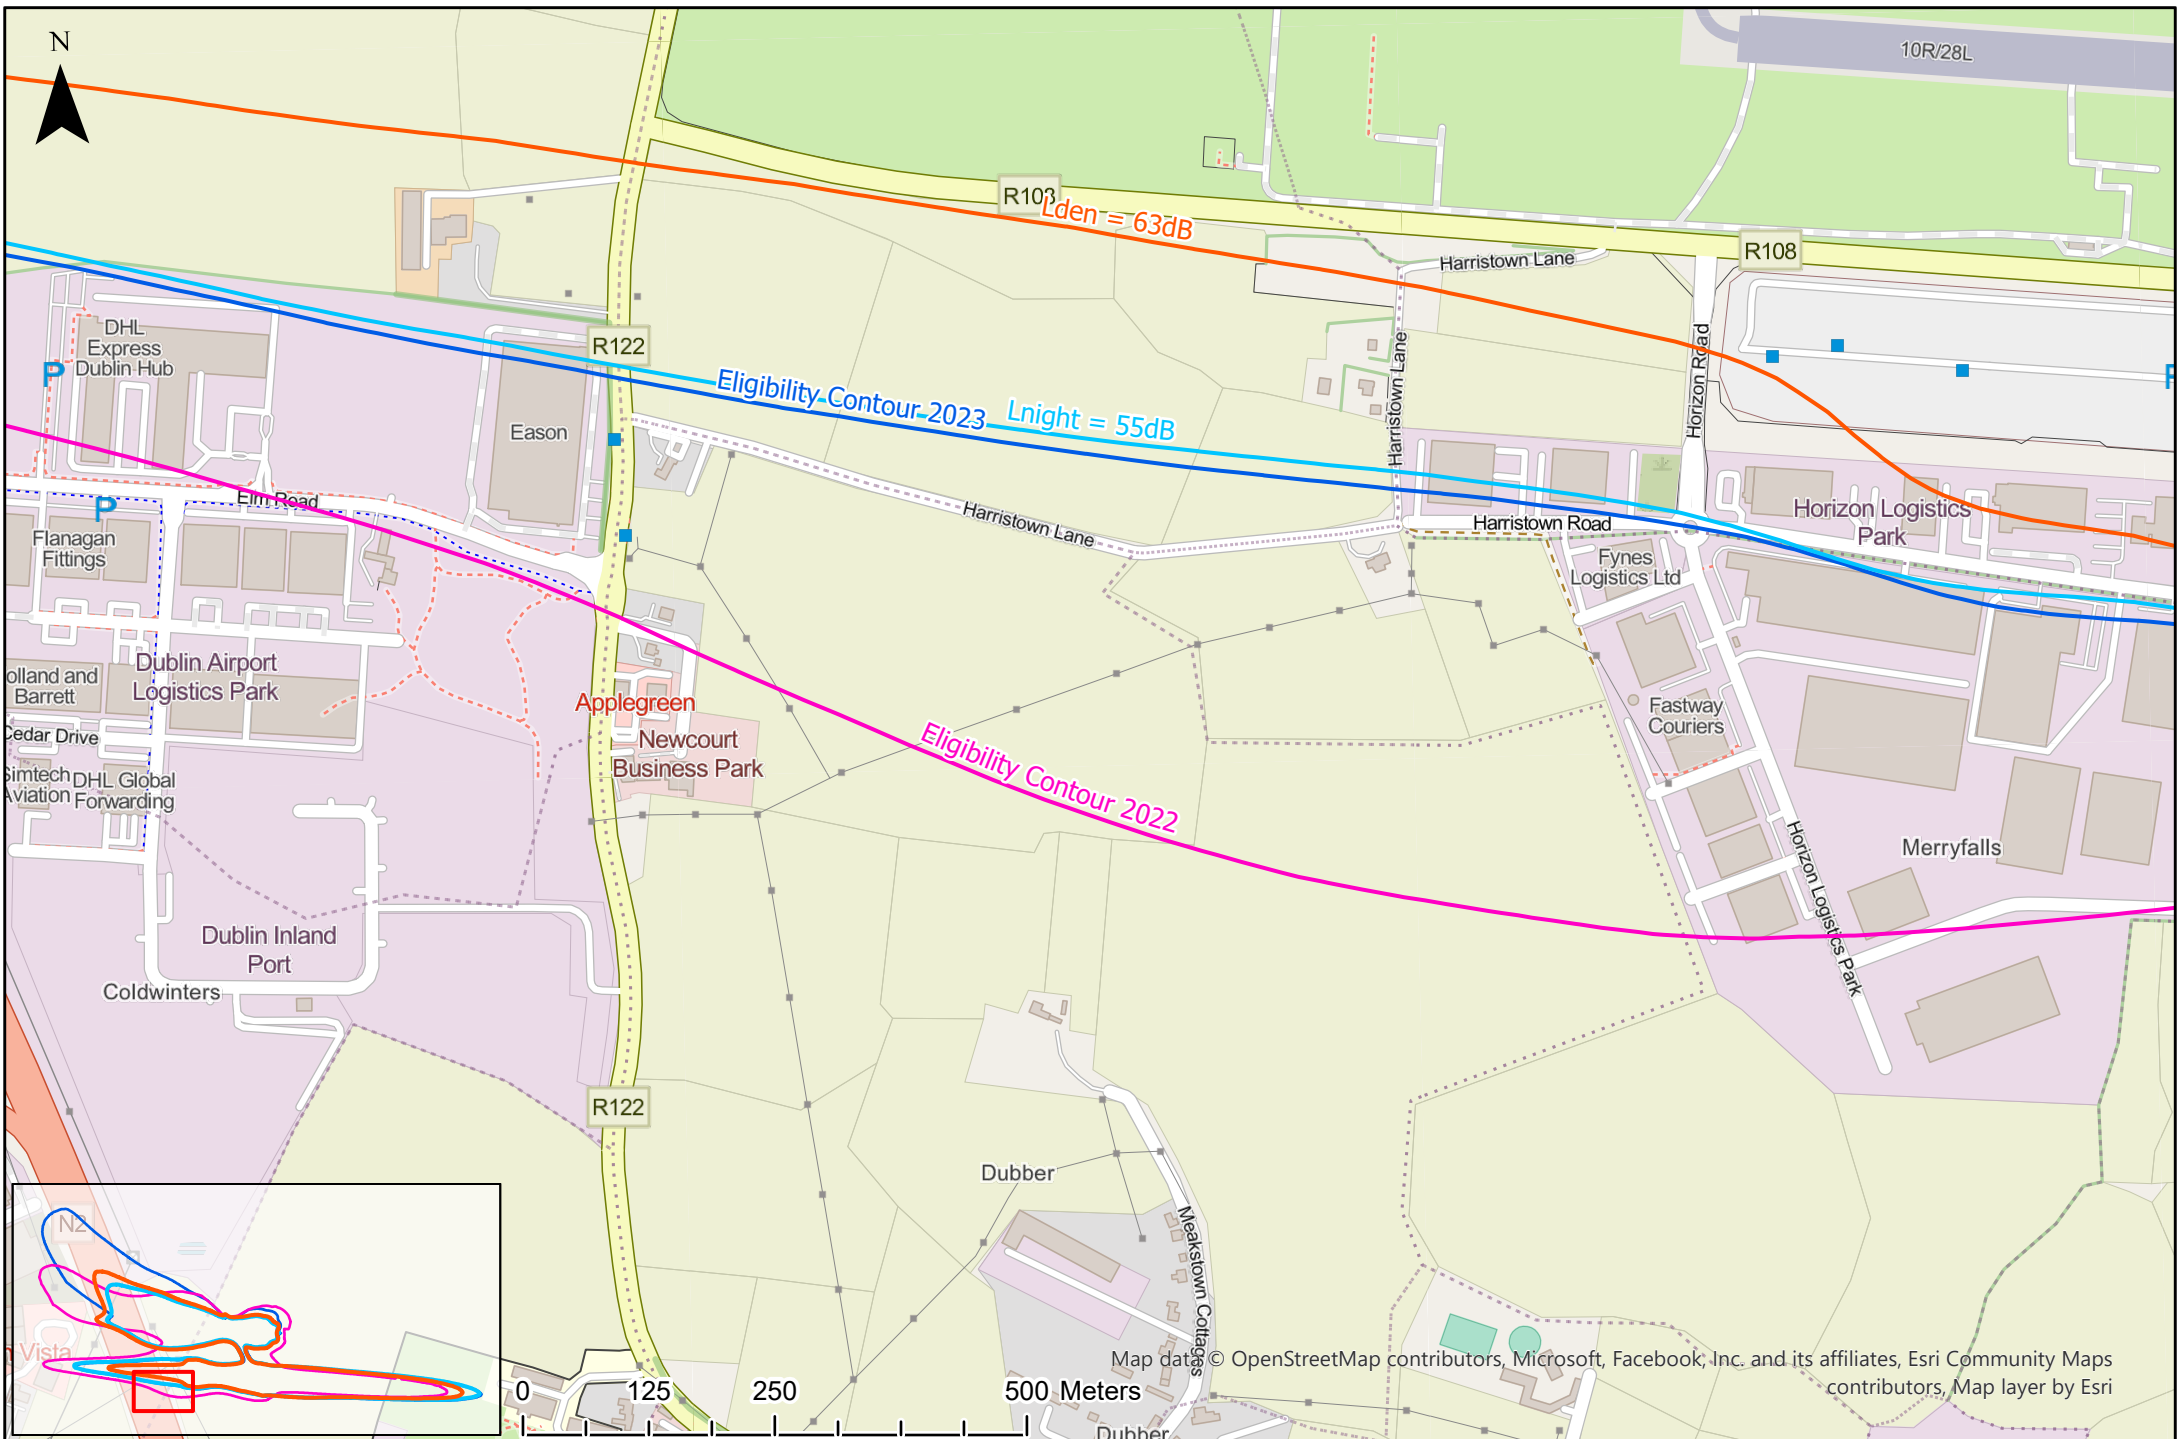 N
10R/28L
R103
Lden = 63dB
R108
Harristown Lane
DHL
Express
Dublin Hub
R122
Harristown Lane
Horizon Road
P
P
Eligibility Contour 2023
Lnight = 55dB
Eason
Elm Road
P
Harristown Lane
Harristown Road
Horizon Logistics
Park
Flanagan
Fittings
Fynes
Logistics Ltd
Dublin Airport
Logistics Park
olland and
Barrett
Applegreen
Fastway
Couriers
Cedar Drive
Newcourt
Business Park
Eligibility Contour 2022
Simtech
Aviation
DHL Global
Forwarding
Merryfalls
Horizon Logistics Park
Dublin Inland
Port
Coldwinters
R122
Dubber
Meakstown Cottages
N2
Vista
Map data © OpenStreetMap contributors, Microsoft, Facebook, Inc. and its affiliates, Esri Community Maps
contributors, Map layer by Esri
0 125 250 500 Meters
Dubber